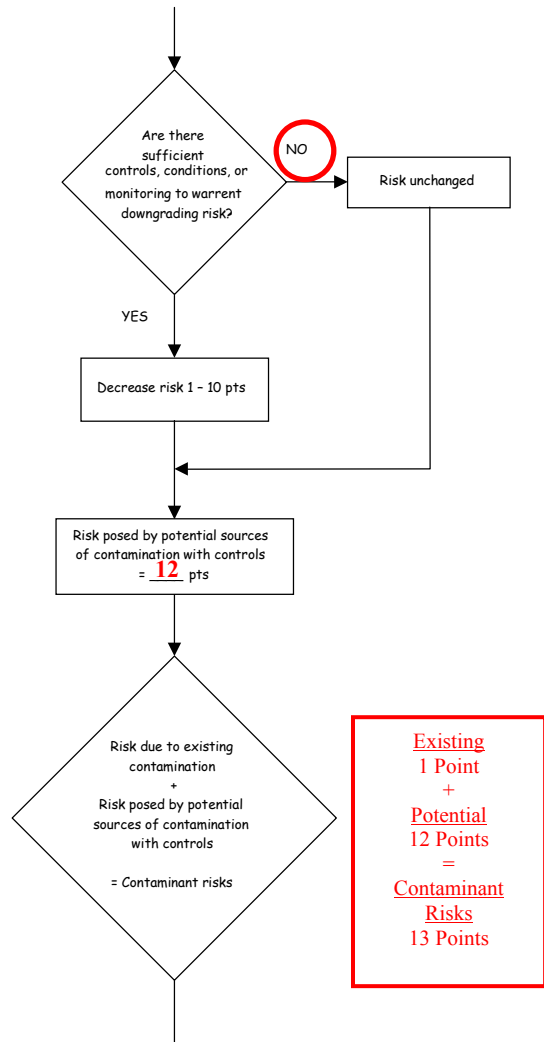 Are there
sufficient
controls, conditions, or
monitoring to warrent
downgrading risk?
NO
Risk unchanged
YES
Decrease risk 1 – 10 pts
Risk posed by potential sources
of contamination with controls
= 12 pts
Risk due to existing
contamination
+
Risk posed by potential
sources of contamination
with controls
= Contaminant risks
Existing
1 Point
+
Potential
12 Points
=
Contaminant
Risks
13 Points